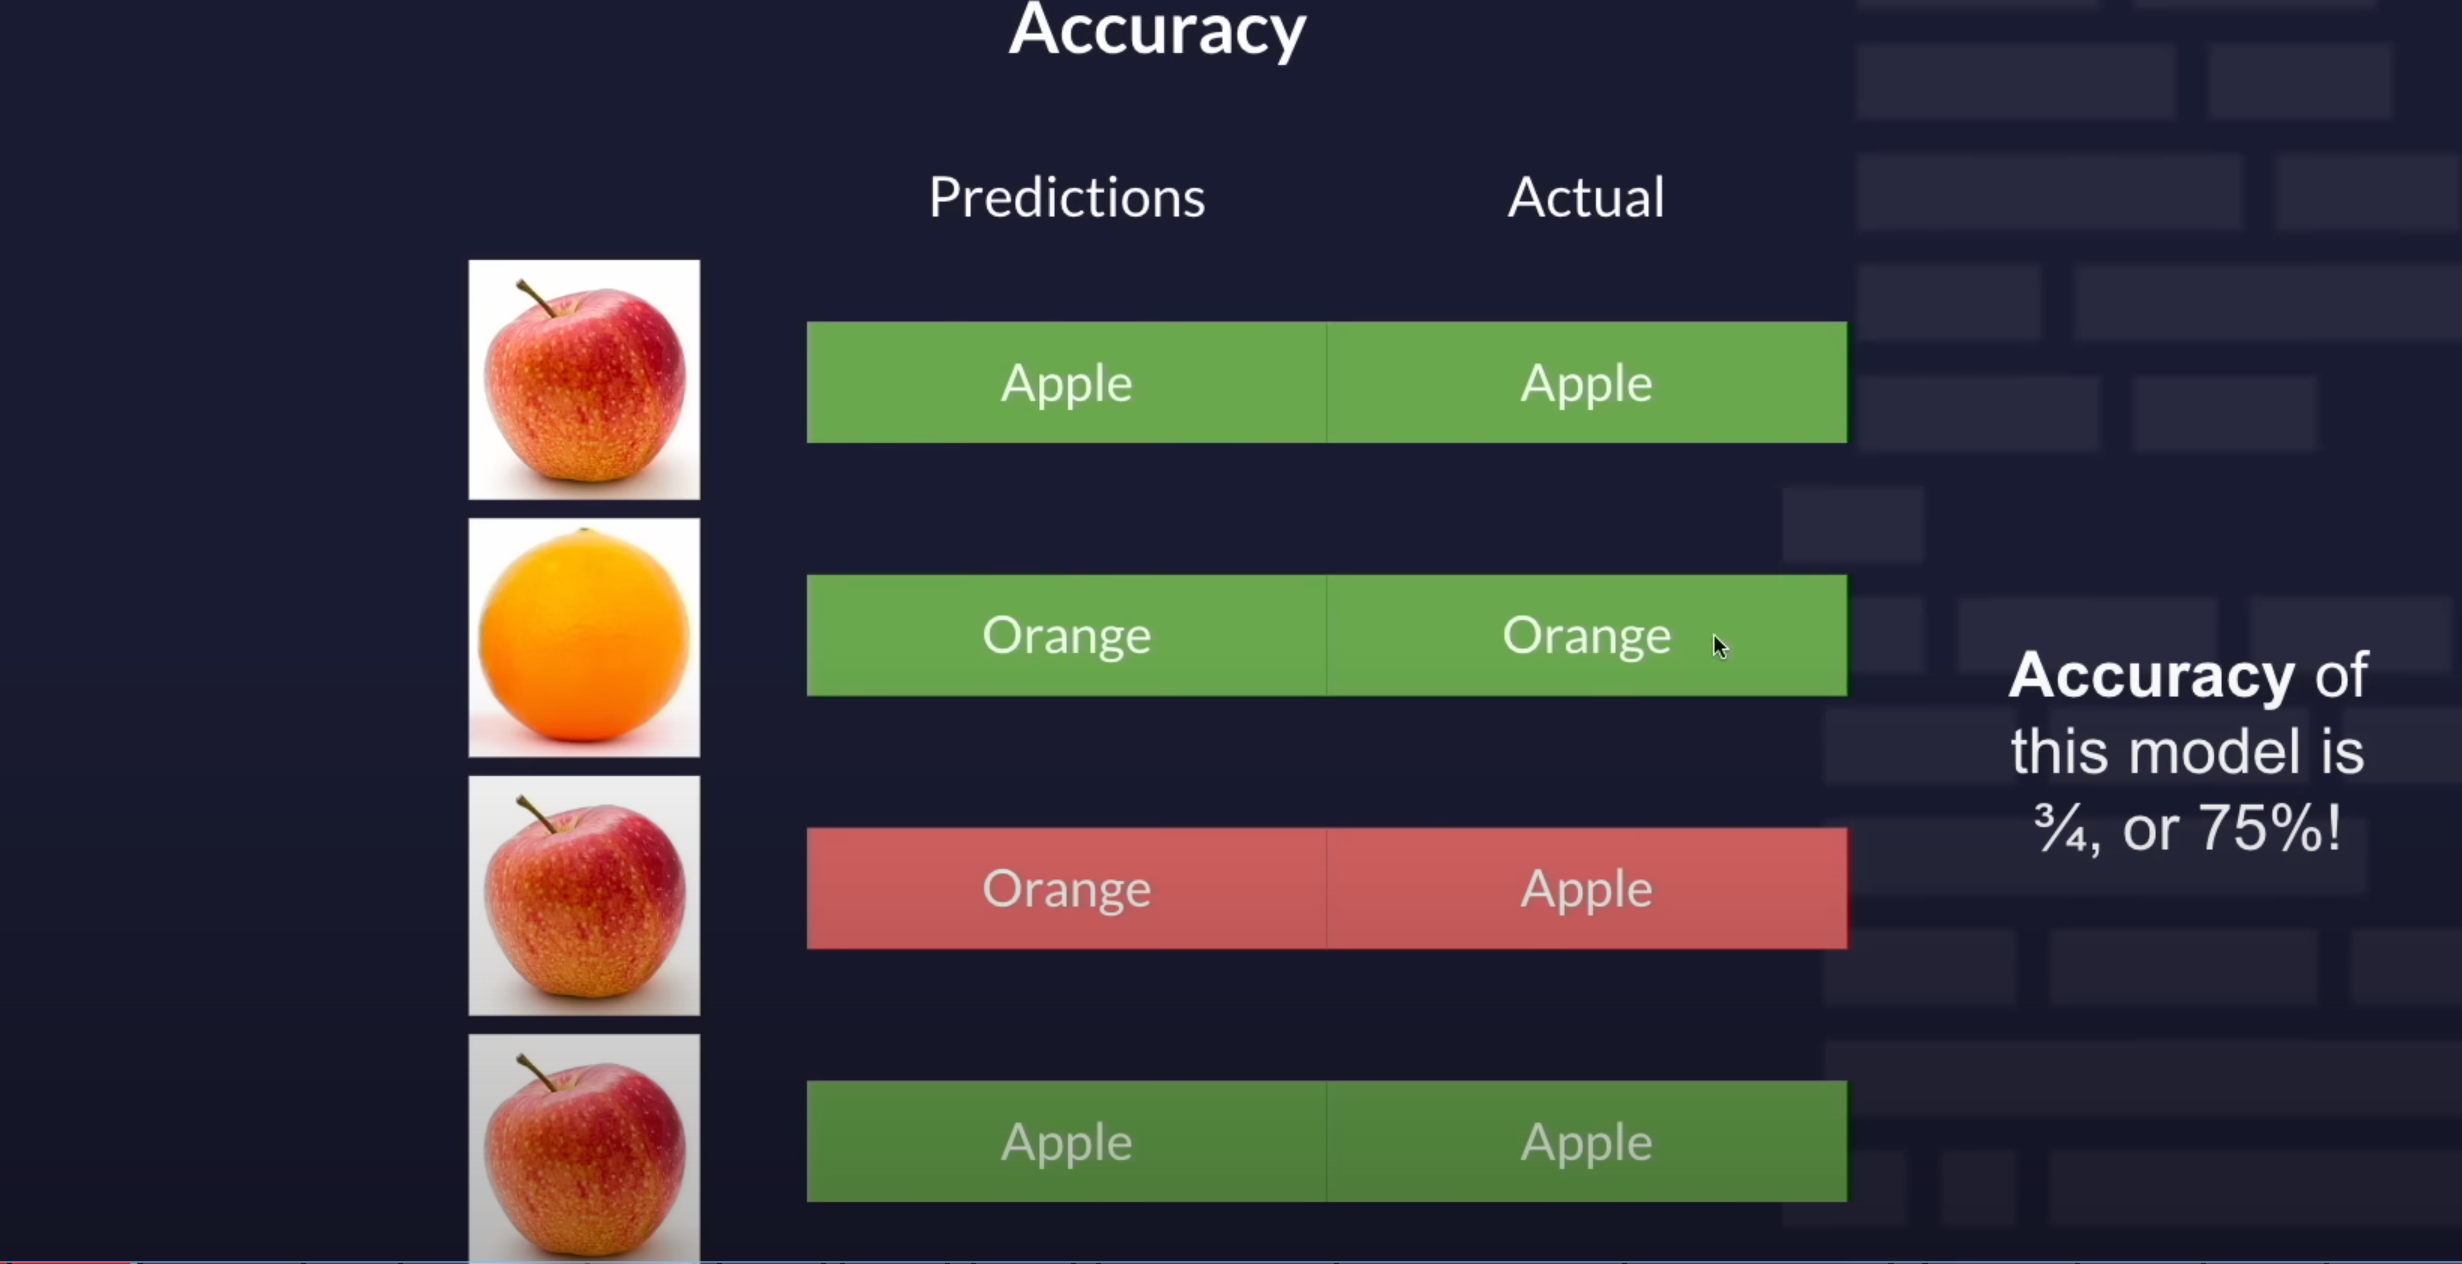 Accuracy
Predictions Actual
Apple Apple
Orange Orange
Orange Apple
Apple Apple
Accuracy of
this model is
¾, or 75%!